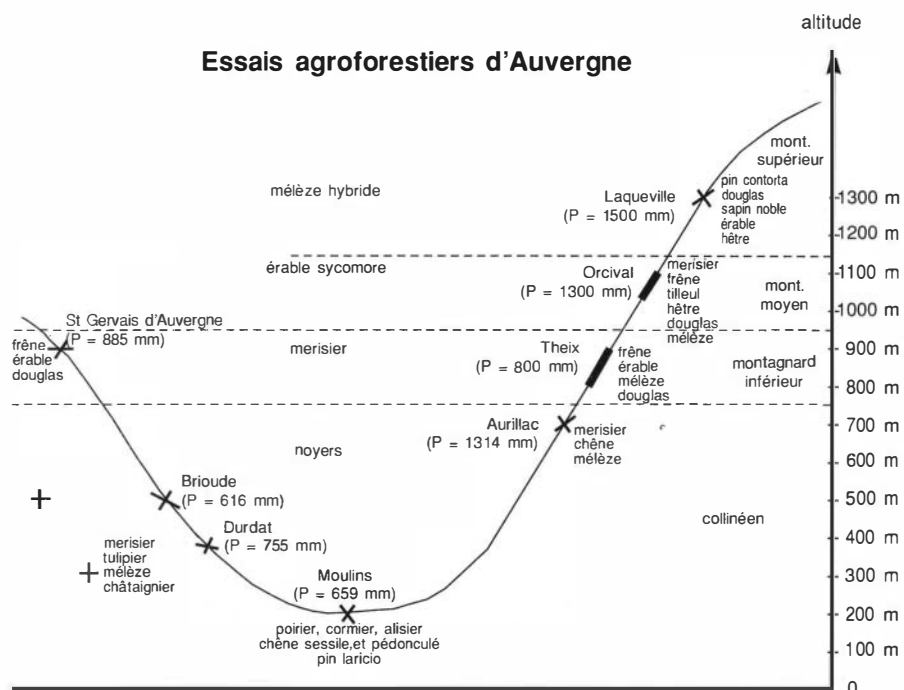 altitude
Essais agroforestiers d'Auvergne
mont.
supérieur
mélèze hybride
Laqueville
(P = 1500 mm)
pin contorta
douglas
sapin noble
érable
hêtre
1300 m
1200 m
érable sycomore
Orcival
(P = 1300 mm)
merisier
frêne
tilleul
hêtre
douglas
mélèze
mont.
moyen
1100 m
1000 m
St Gervais d'Auvergne
(P = 885 mm)
frêne
érable
douglas
merisier
Theix
(P = 800 mm)
frêne
érable
mélèze
douglas
montagnard
inférieur
900 m
800 m
Aurillac
(P = 1314 mm)
merisier
chêne
mélèze
700 m
noyers
600 m
Brioude
(P = 616 mm)
500 m
collinéen
Durdat
(P = 755 mm)
400 m
merisier
tulipier
mélèze
châtaignier
300 m
Moulins
(P = 659 mm)
200 m
poirier, cormier, alisier
chène sessile,et pédonculé
pin laricio
100 m
0